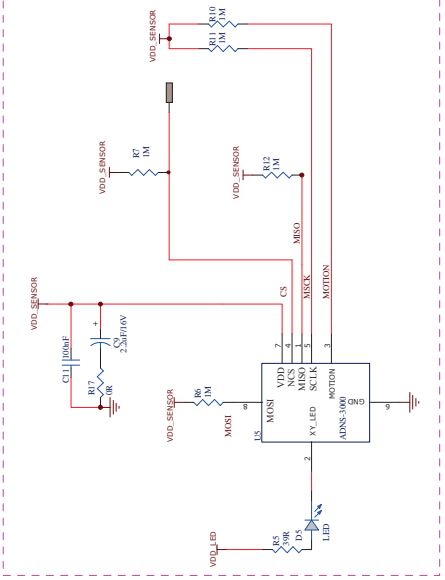 VDD_SENSOR
R10
1M
R11
1M
VDD_SENSOR
R7
1M
VDD_SENSOR
R12
1M
VDD_SENSOR
C11
100nF
+
C9
2.2uF/16V
R17
0R
VDD_SENSOR
R6
1M
MOSI
MISO
CS
MSCK
MOTION
7
4
1
5
3
8
6
2
VDD
NCS
MISO
SCLK
MOTION
MOSI
GND
XY_LED
U5
ADNS-3000
VDD_LED
R5
39R
D5
LED